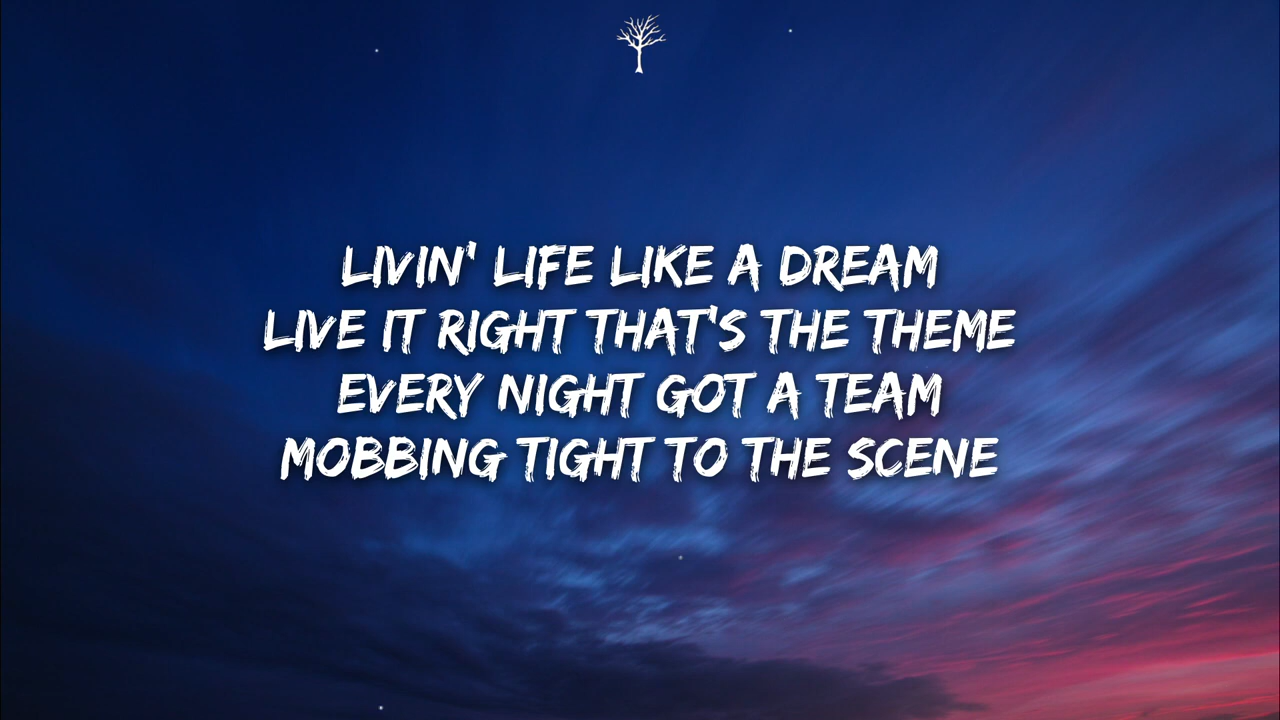 LIVIN' LIFE LIKE A DREAM
LIVE IT RIGHT THAT'S THE THEME
EVERY NIGHT GOT A TEAM
MOBBING TIGHT TO THE SCENE